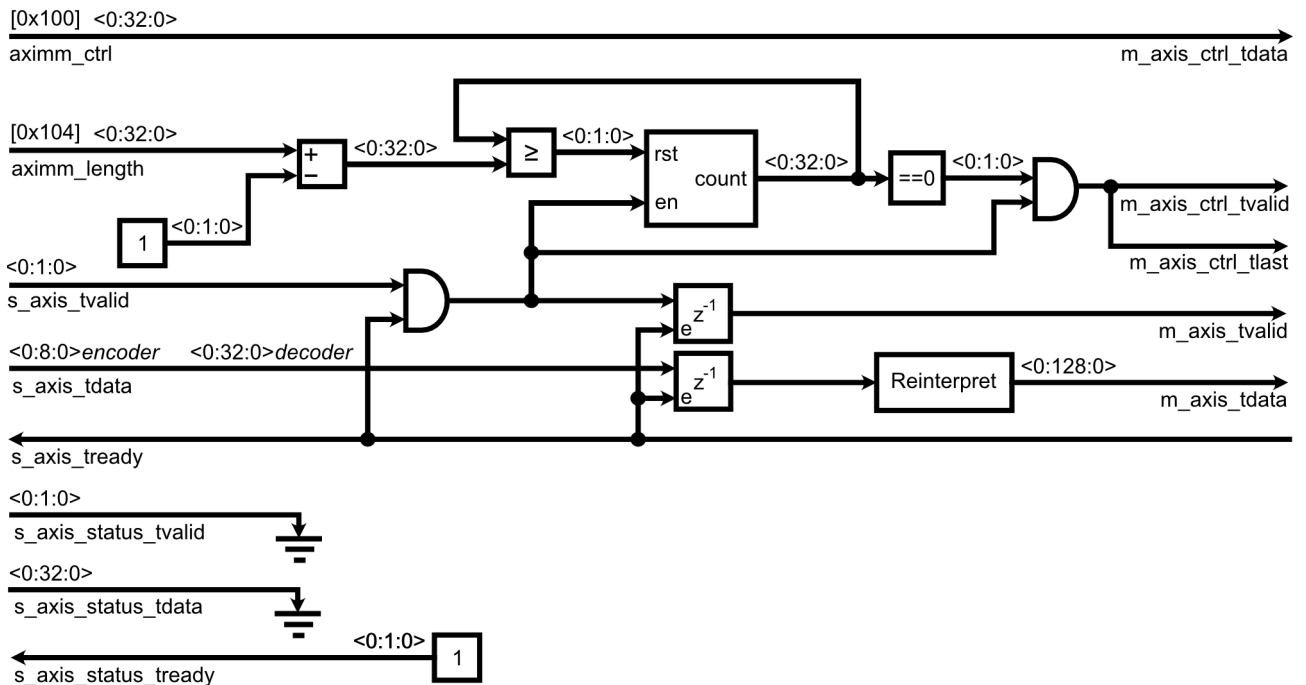 [0x100] <0:32:0>
aximm_ctrl
m_axis_ctrl_tdata
[0x104] <0:32:0>
aximm_length
+
−
<0:32:0>
≥
<0:1:0>
rst
count
en
<0:32:0>
==0
<0:1:0>
m_axis_ctrl_tvalid
m_axis_ctrl_tlast
1
<0:1:0>
<0:1:0>
s_axis_tvalid
z-1
e
m_axis_tvalid
<0:8:0>encoder <0:32:0>decoder
s_axis_tdata
z-1
e
Reinterpret
<0:128:0>
m_axis_tdata
s_axis_tready
<0:1:0>
s_axis_status_tvalid
<0:32:0>
s_axis_status_tdata
<0:1:0>
1
s_axis_status_tready